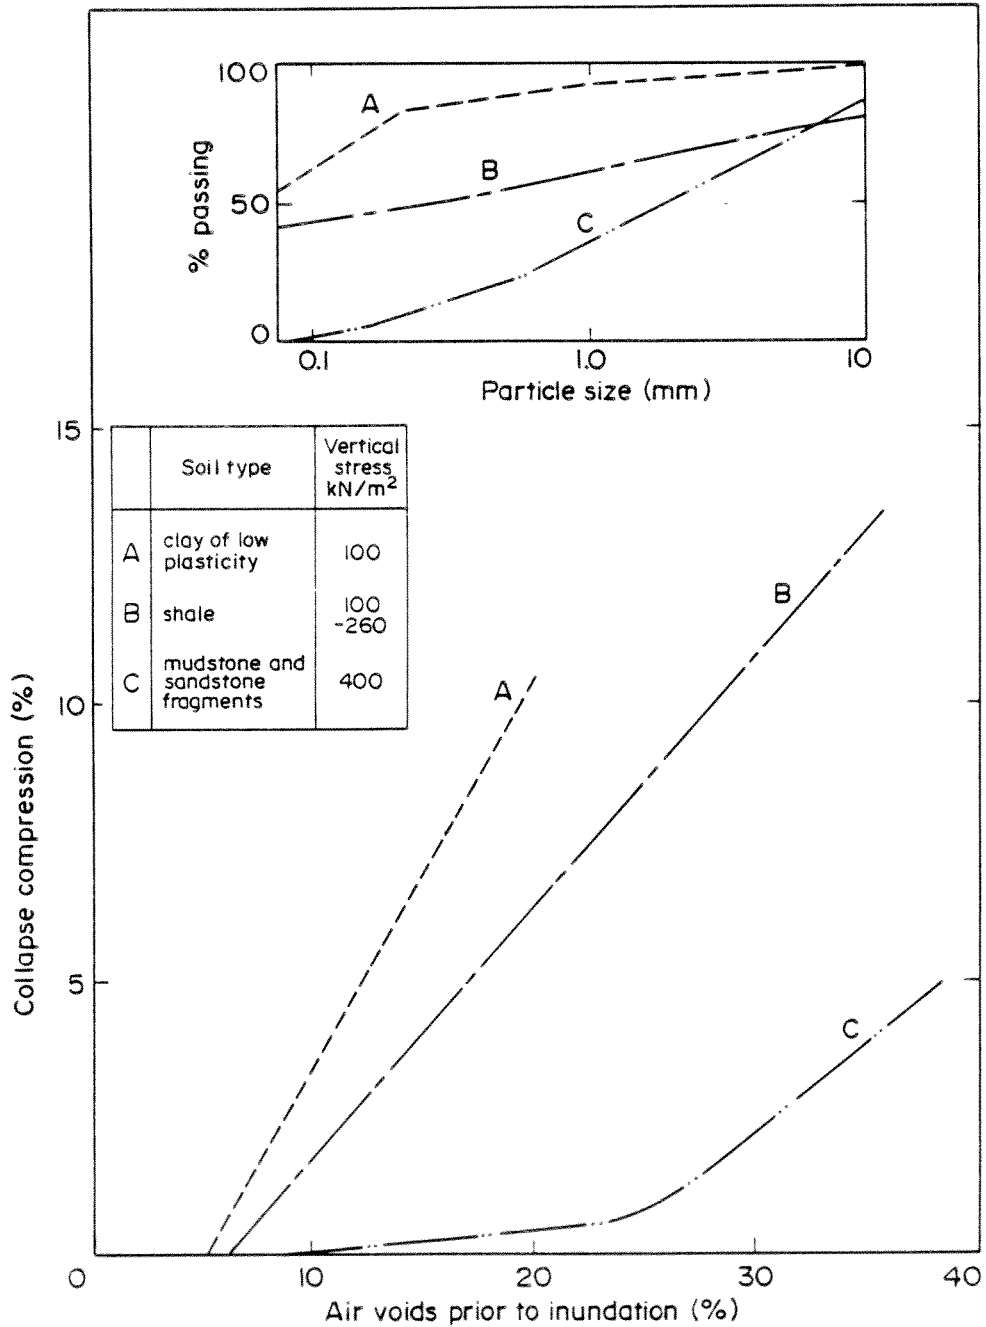 100
50
0
% passing
A
B
C
0.1
1.0
10
Particle size (mm)
Soil type
Vertical
stress
kN/m²
A
clay of low
plasticity
100
B
shale
100
-260
C
mudstone and
sandstone
fragments
400
15
10
5
0
Collapse compression (%)
A
B
C
10
20
30
40
Air voids prior to inundation (%)